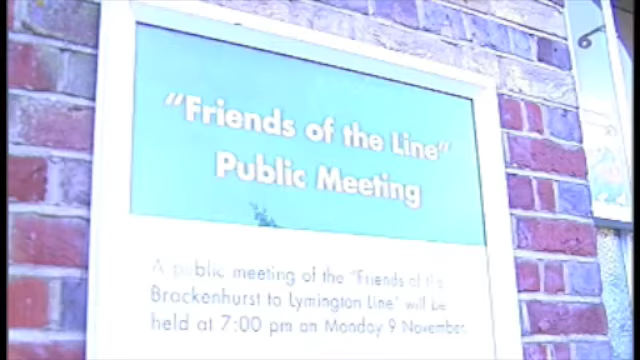 "Friends of the Line"
Public Meeting
A public meeting of the "Friends of the
Brackenhurst to Lymington Line" will be
held at 7:00 pm on Monday 9 November.